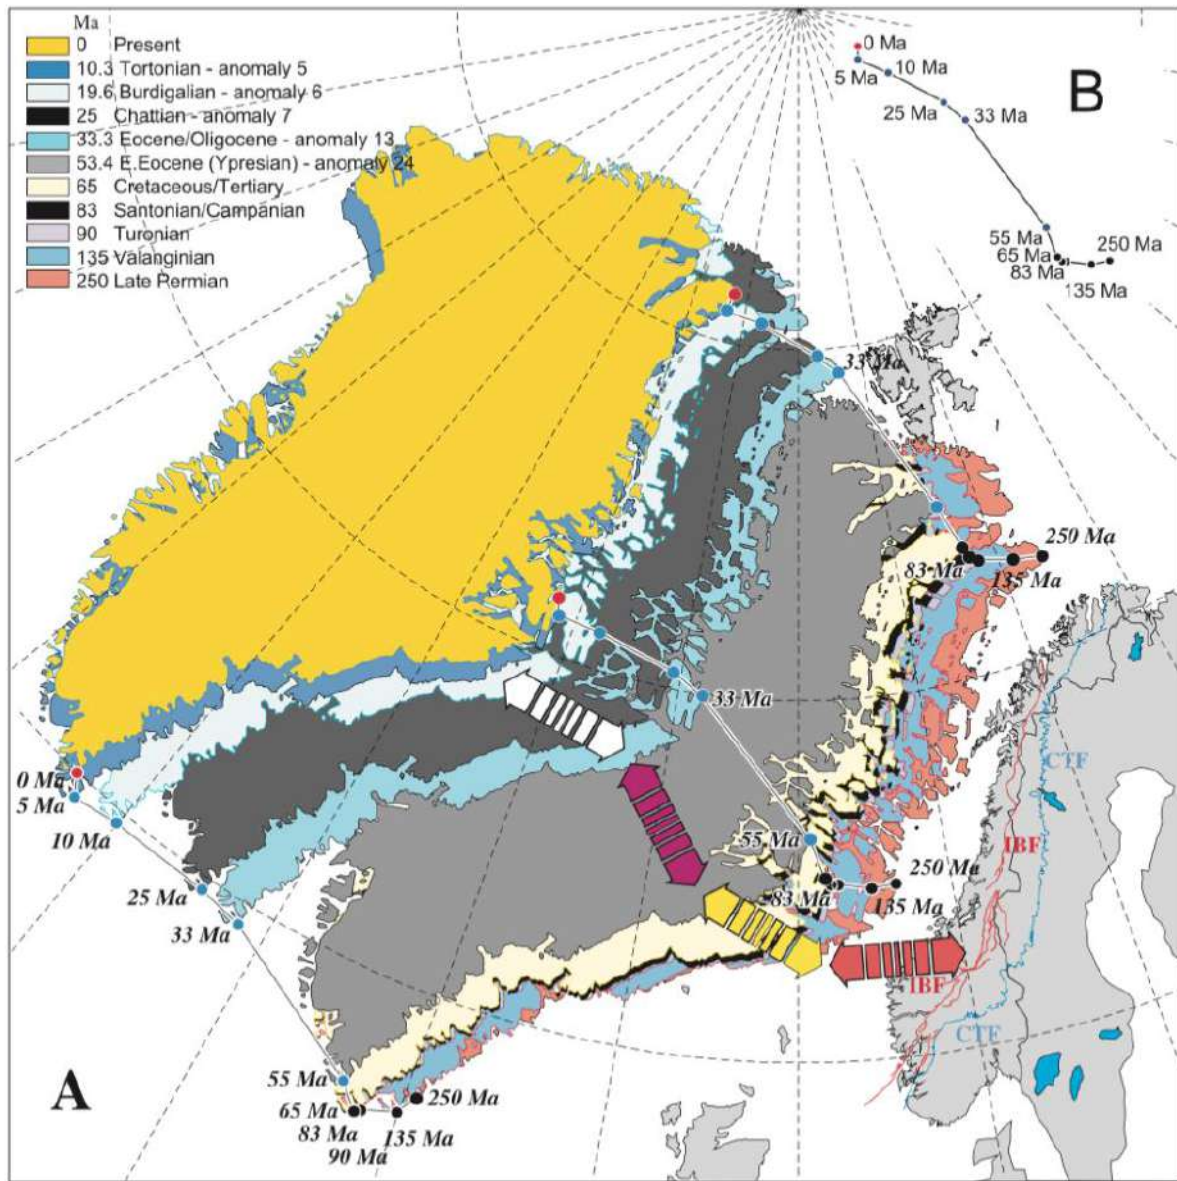 Ma
0 Present
10.3 Tortonian - anomaly 5
19.6 Burdigalian - anomaly 6
25 Chattian - anomaly 7
33.3 Eocene/Oligocene - anomaly 13
53.4 E.Eocene (Ypresian) - anomaly 24
65 Cretaceous/Tertiary
83 Santonian/Campanian
90 Turonian
135 Valanginian
250 Late Permian
B
0 Ma
5 Ma
10 Ma
25 Ma
33 Ma
55 Ma
65 Ma
83 Ma
135 Ma
250 Ma
33 Ma
250 Ma
83 Ma
135 Ma
33 Ma
55 Ma
250 Ma
83 Ma
135 Ma
0 Ma
5 Ma
10 Ma
25 Ma
33 Ma
55 Ma
65 Ma
83 Ma
90 Ma
135 Ma
250 Ma
CTF
IBF
IBF
CTF
A